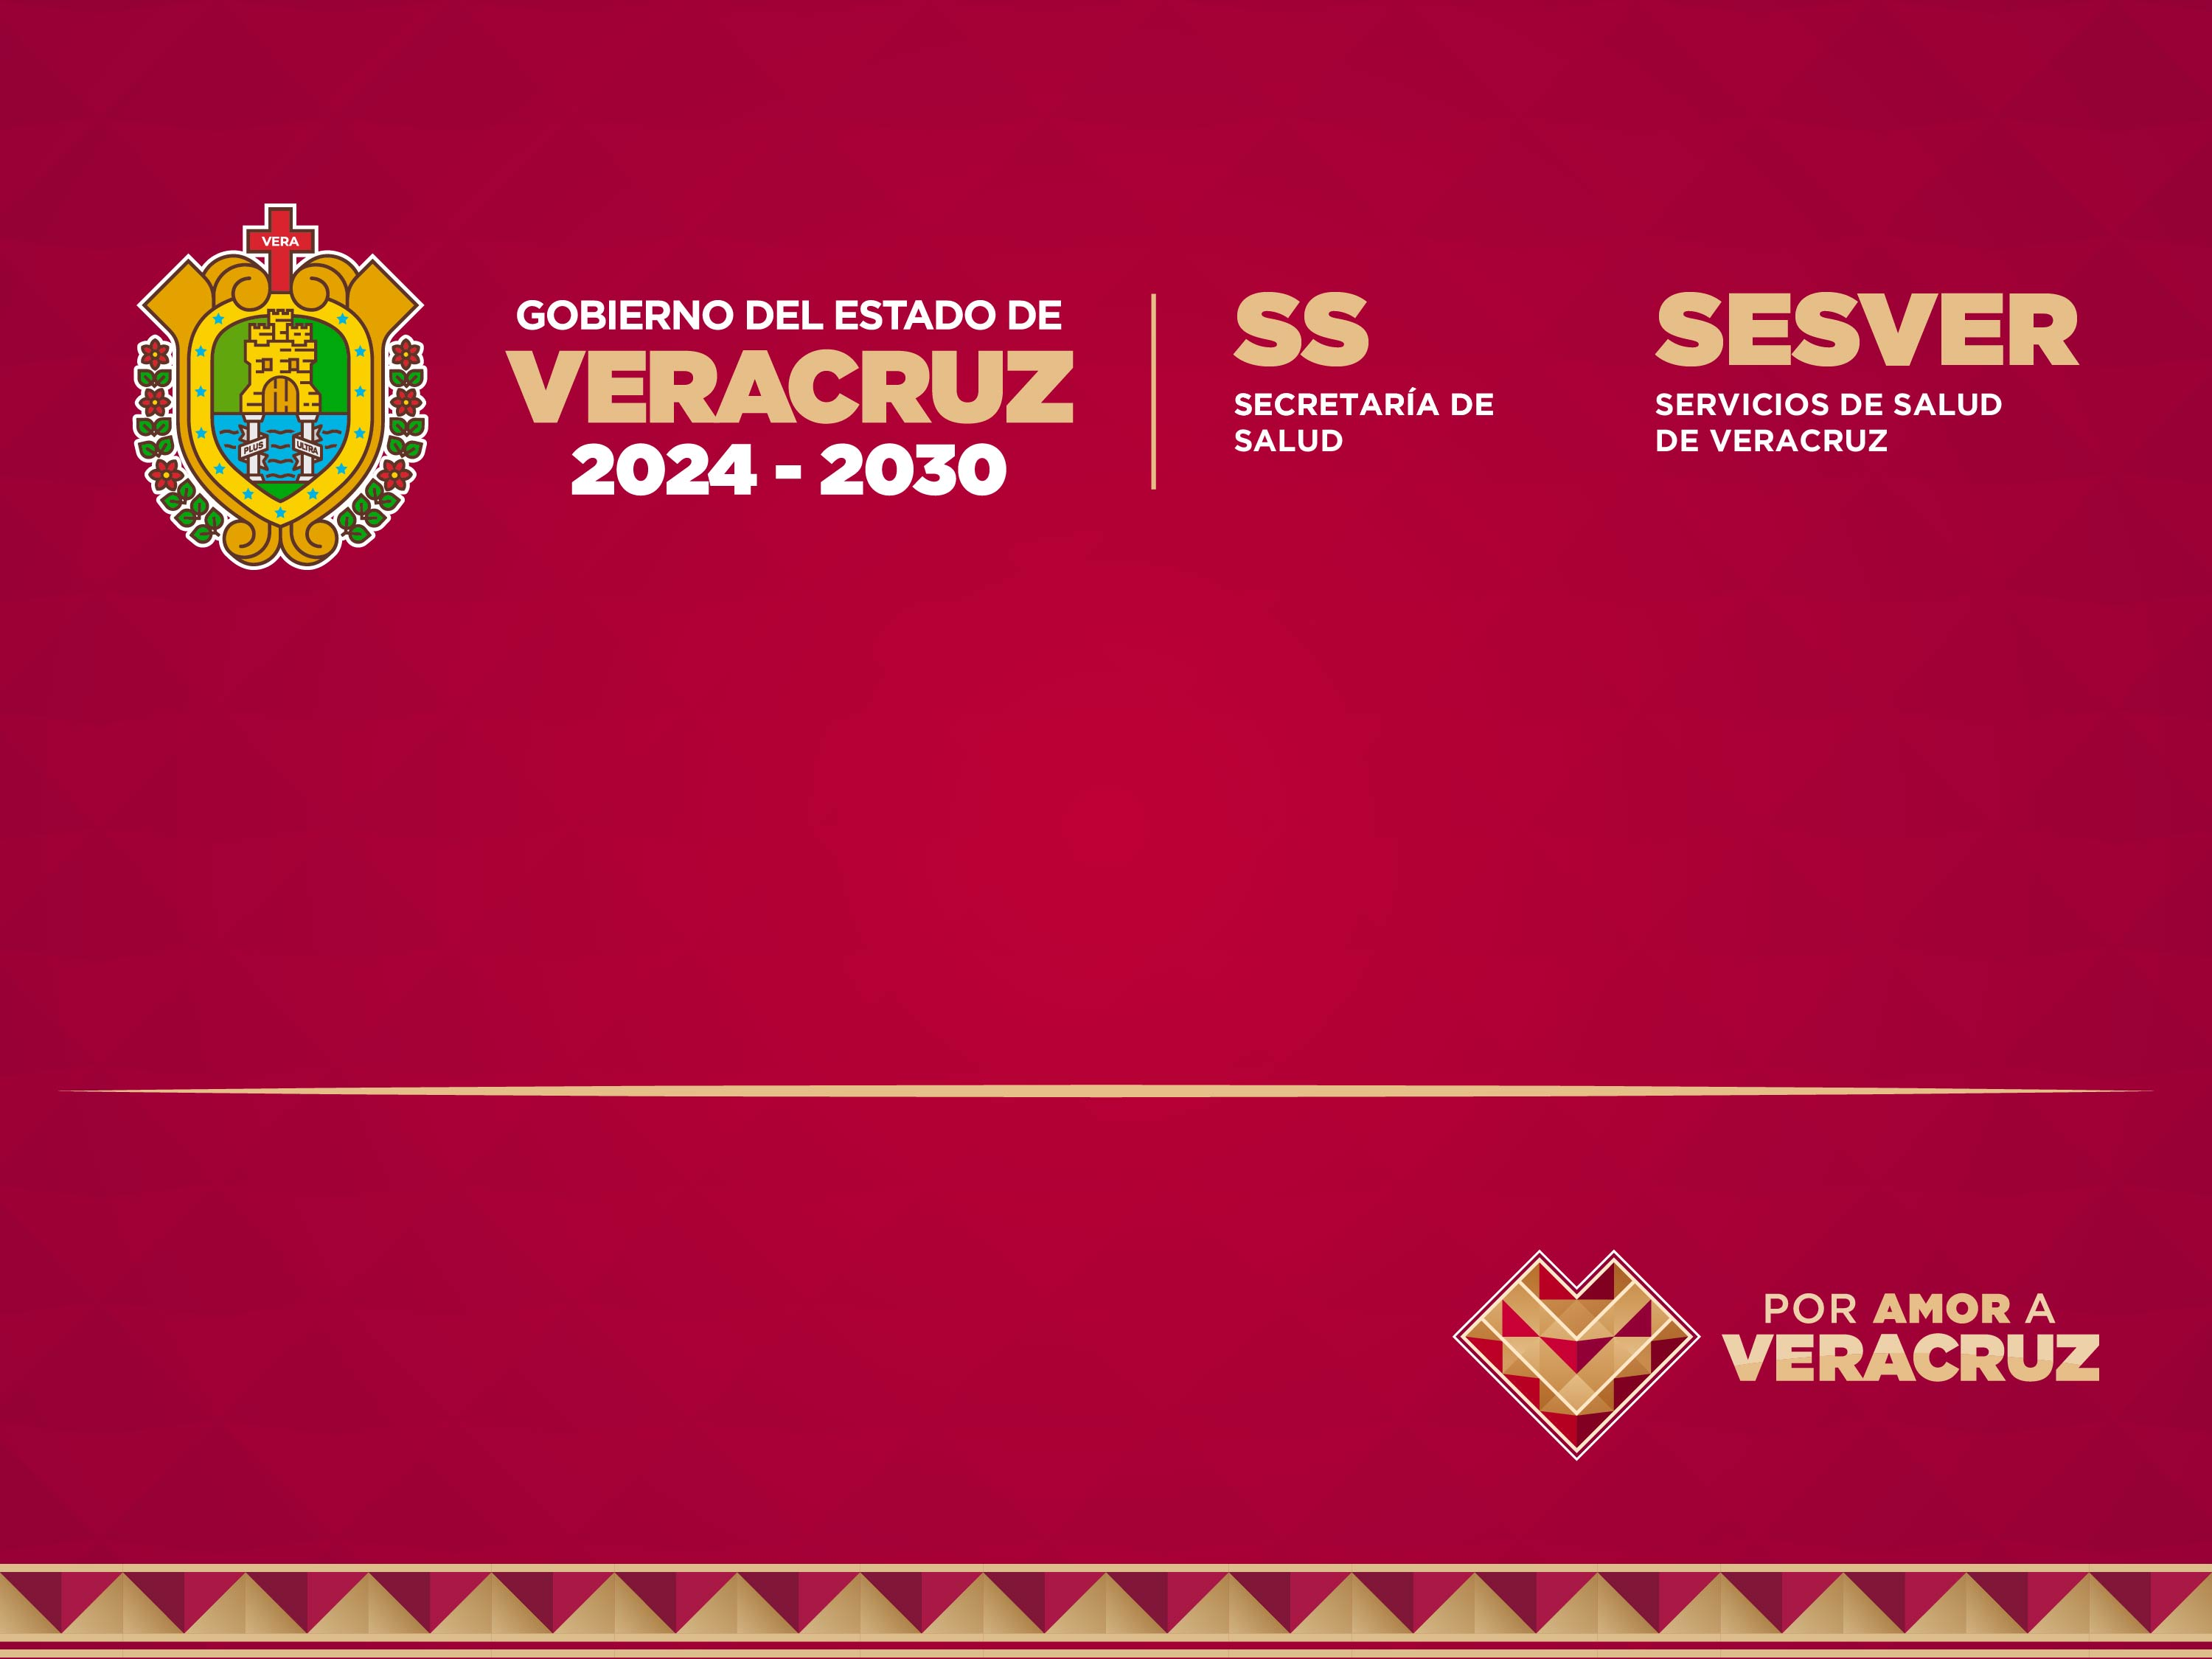 VERA
PLUS
ULTRA
GOBIERNO DEL ESTADO DE
VERACRUZ
2024 - 2030
SS
SECRETARÍA DE
SALUD
SESVER
SERVICIOS DE SALUD
DE VERACRUZ
POR AMOR A
VERACRUZ